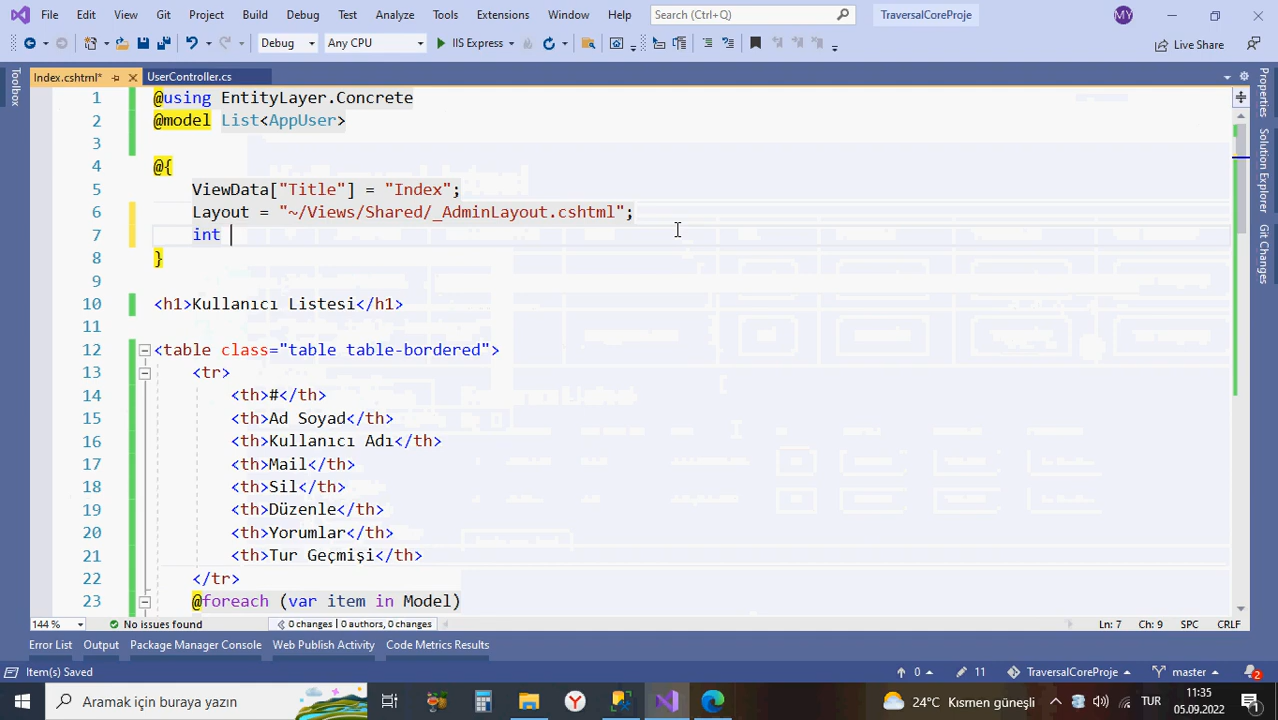 File Edit View Git Project Build Debug Test Analyze Tools Extensions Window Help Search (Ctrl+Q) TraversalCoreProje MY
Debug Any CPU IIS Express Live Share
Index.cshtml* UserController.cs
Toolbox
Properties
Solution Explorer
Git Changes
1 @using EntityLayer.Concrete
2 @model List<AppUser>
3
4 @{
5 ViewData["Title"] = "Index";
6 Layout = "~/Views/Shared/_AdminLayout.cshtml";
7 int
8 }
9
10 <h1>Kullanıcı Listesi</h1>
11
12 <table class="table table-bordered">
13 <tr>
14 <th>#</th>
15 <th>Ad Soyad</th>
16 <th>Kullanıcı Adı</th>
17 <th>Mail</th>
18 <th>Sil</th>
19 <th>Düzenle</th>
20 <th>Yorumlar</th>
21 <th>Tur Geçmişi</th>
22 </tr>
23 @foreach (var item in Model)
144 % No issues found 0 changes | 0 authors, 0 changes Ln: 7 Ch: 9 SPC CRLF
Error List Output Package Manager Console Web Publish Activity Code Metrics Results
Item(s) Saved 0 11 TraversalCoreProje master 2
Aramak için buraya yazın 24°C Kısmen güneşli TUR 11:35
05.09.2022 1